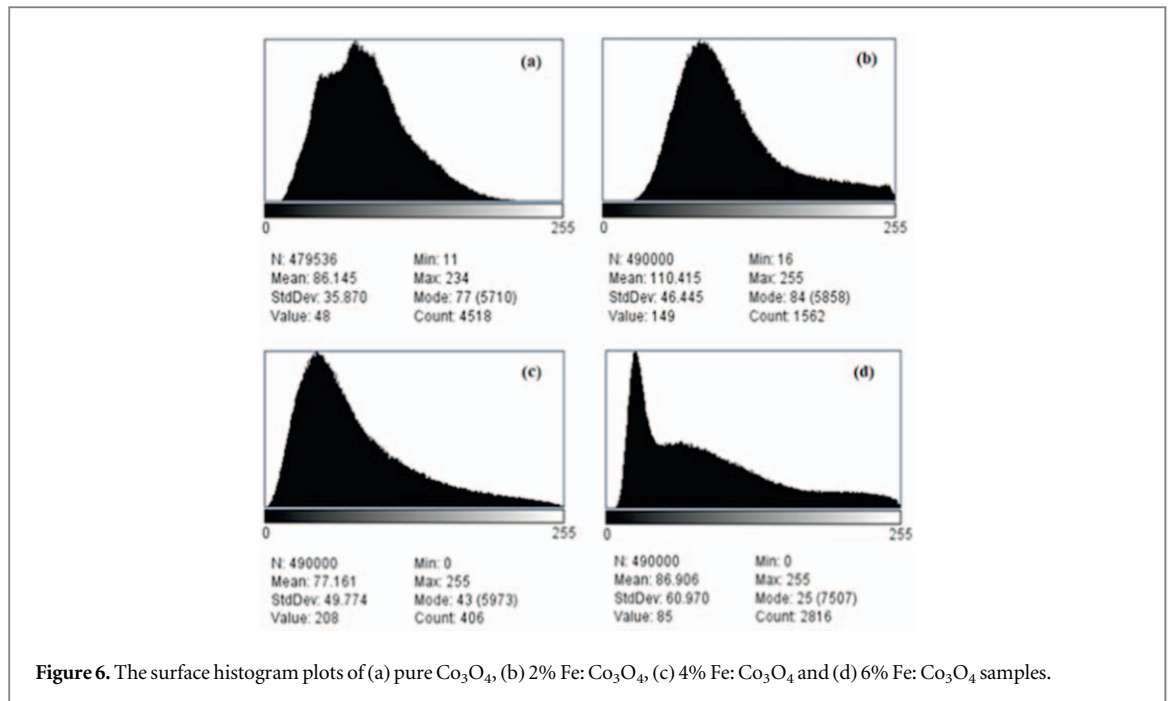 (a)
(b)
0 255
0 255
N: 479536 Min: 11
Mean: 86.145 Max: 234
StdDev: 35.870 Mode: 77 (5710)
Value: 48 Count: 4518
N: 490000 Min: 16
Mean: 110.415 Max: 255
StdDev: 46.445 Mode: 84 (5858)
Value: 149 Count: 1562
(c)
(d)
0 255
0 255
N: 490000 Min: 0
Mean: 77.161 Max: 255
StdDev: 49.774 Mode: 43 (5973)
Value: 208 Count: 406
N: 490000 Min: 0
Mean: 86.906 Max: 255
StdDev: 60.970 Mode: 25 (7507)
Value: 85 Count: 2816
Figure 6. The surface histogram plots of (a) pure Co₃O₄, (b) 2% Fe: Co₃O₄, (c) 4% Fe: Co₃O₄ and (d) 6% Fe: Co₃O₄ samples.